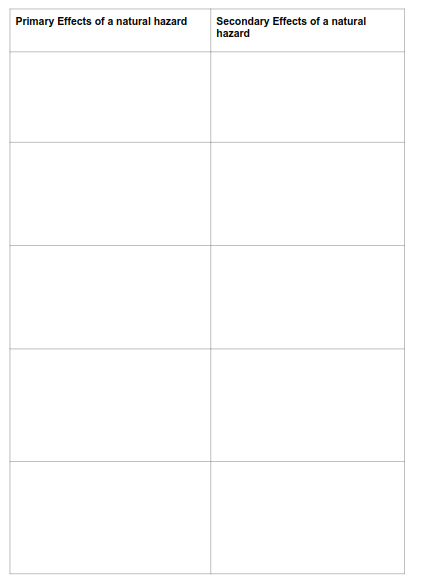 Primary Effects of a natural hazard
Secondary Effects of a natural
hazard